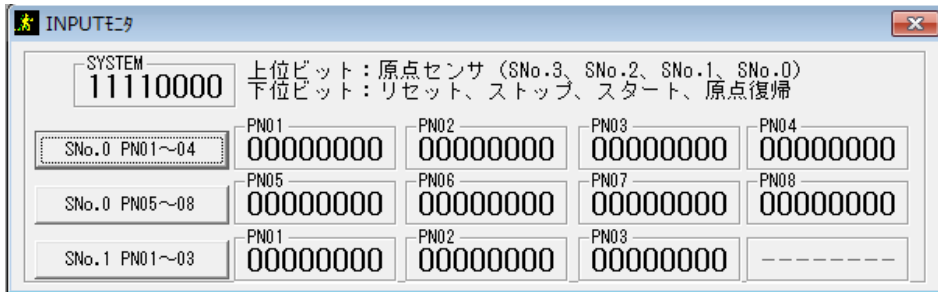 INPUTﾓﾆﾀ
SYSTEM
11110000
上位ビット：原点センサ (SNo.3、SNo.2、SNo.1、SNo.0)
下位ビット：リセット、ストップ、スタート、原点復帰
SNo.0 PN01～04
PN01
00000000
PN02
00000000
PN03
00000000
PN04
00000000
SNo.0 PN05～08
PN05
00000000
PN06
00000000
PN07
00000000
PN08
00000000
SNo.1 PN01～03
PN01
00000000
PN02
00000000
PN03
00000000
--------